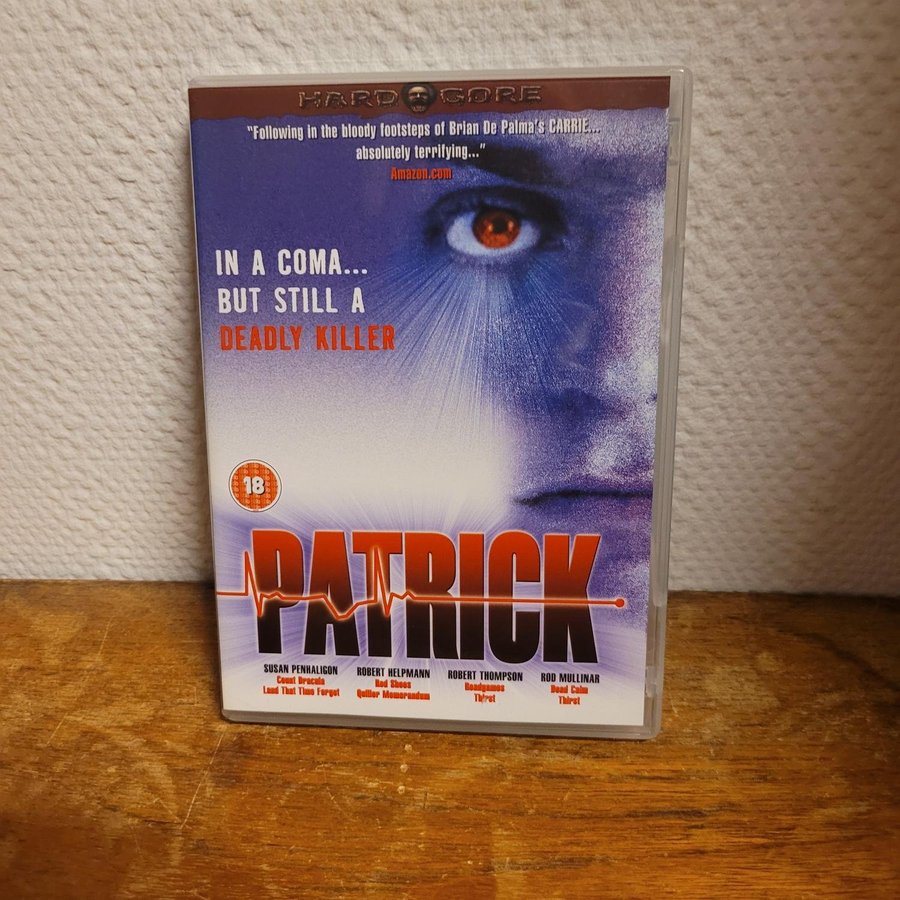 HARD GORE
"Following in the bloody footsteps of Brian De Palma's CARRIE...
absolutely terrifying..."
Amazon.com
IN A COMA...
BUT STILL A
DEADLY KILLER
18
PATRICK
SUSAN PENHALIGON
Count Dracula
Land That Time Forgot
ROBERT HELPMANN
Red Shoes
Quiller Memorandum
ROBERT THOMPSON
Roadgames
Thirst
ROD MULLINAR
Dead Calm
Thirst